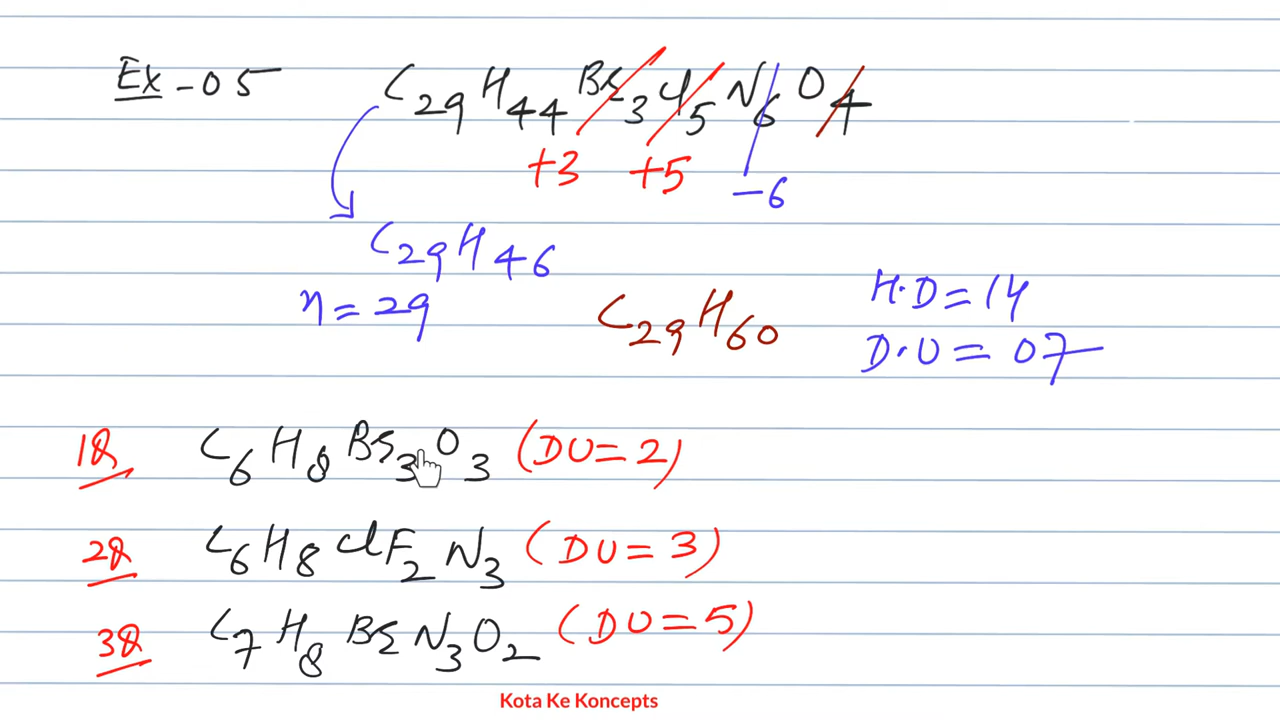 Ex - 05 C29H44Br3Cl5N6O4
+3 +5 -6
C29H46
n = 29 C29H60 H.D = 14
D.U = 07
1Q C6H8Br3O3 (DU = 2)
2Q C6H8ClF2N3 (DU = 3)
3Q C7H8BrN3O2 (DU = 5)
Kota Ke Koncepts